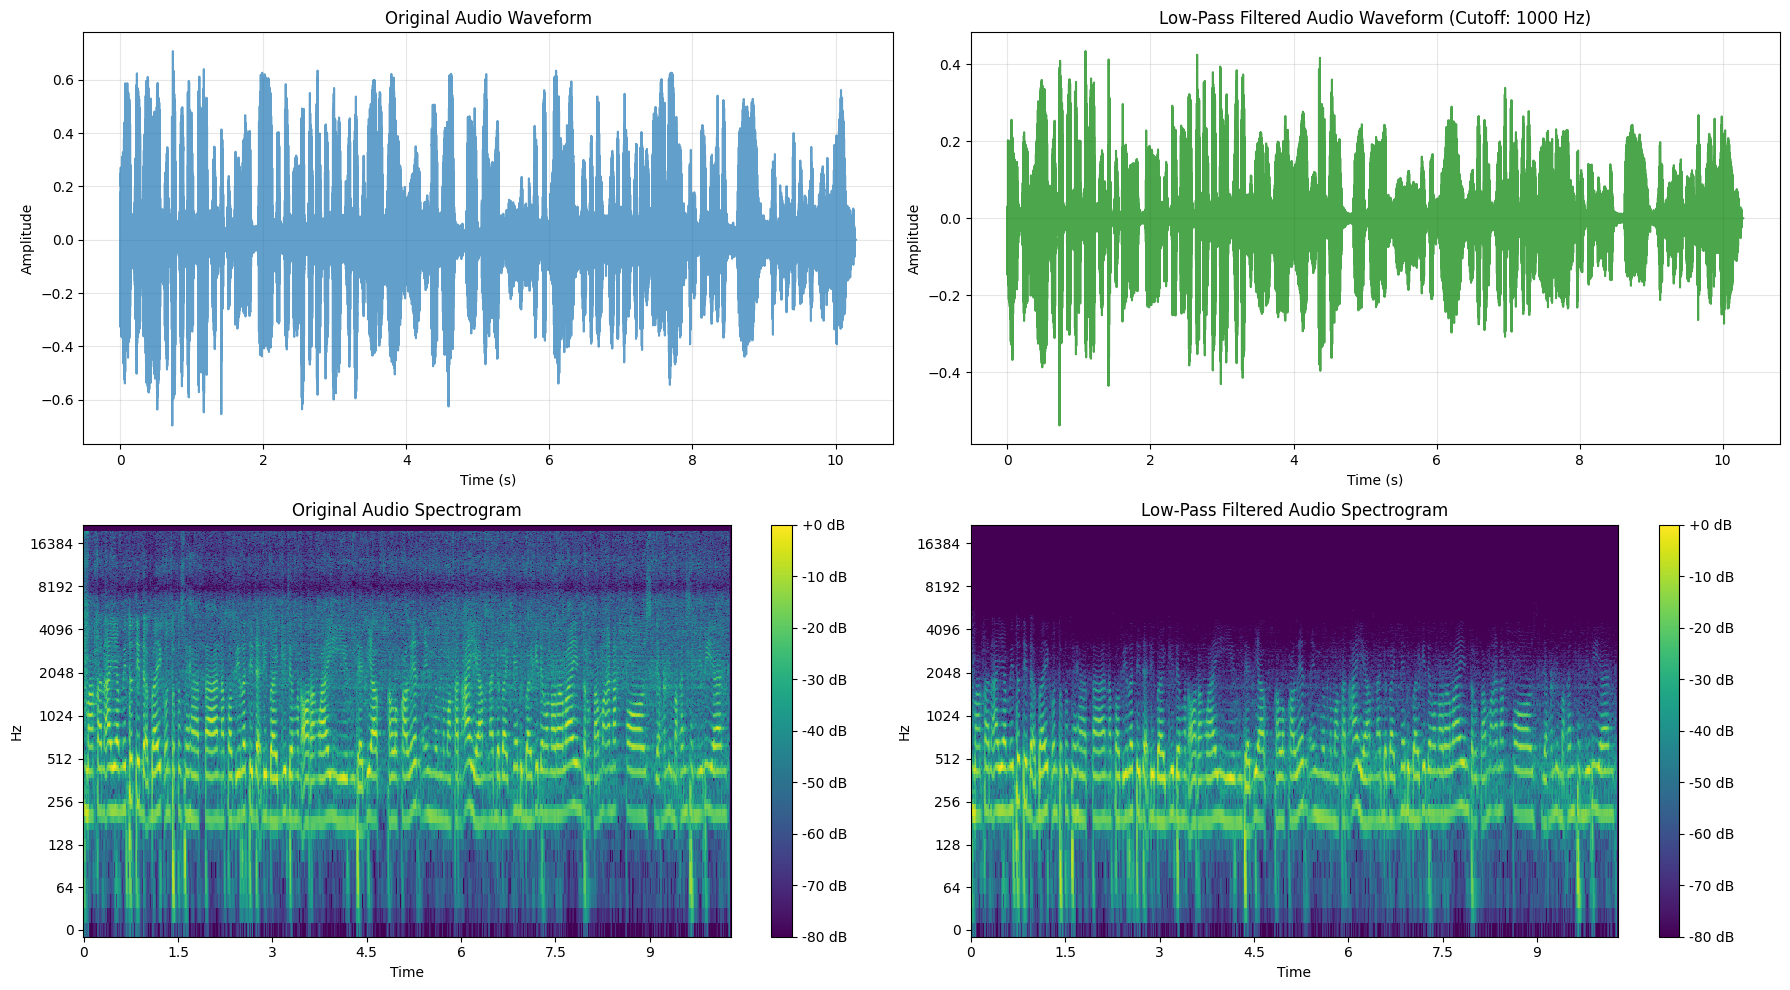 Original Audio Waveform
Amplitude
0.6
0.4
0.2
0.0
−0.2
−0.4
−0.6
0 2 4 6 8 10
Time (s)
Low-Pass Filtered Audio Waveform (Cutoff: 1000 Hz)
Amplitude
0.4
0.2
0.0
−0.2
−0.4
0 2 4 6 8 10
Time (s)
Original Audio Spectrogram
Hz
16384
8192
4096
2048
1024
512
256
128
64
0
0 1.5 3 4.5 6 7.5 9
Time
+0 dB
-10 dB
-20 dB
-30 dB
-40 dB
-50 dB
-60 dB
-70 dB
-80 dB
Low-Pass Filtered Audio Spectrogram
Hz
16384
8192
4096
2048
1024
512
256
128
64
0
0 1.5 3 4.5 6 7.5 9
Time
+0 dB
-10 dB
-20 dB
-30 dB
-40 dB
-50 dB
-60 dB
-70 dB
-80 dB